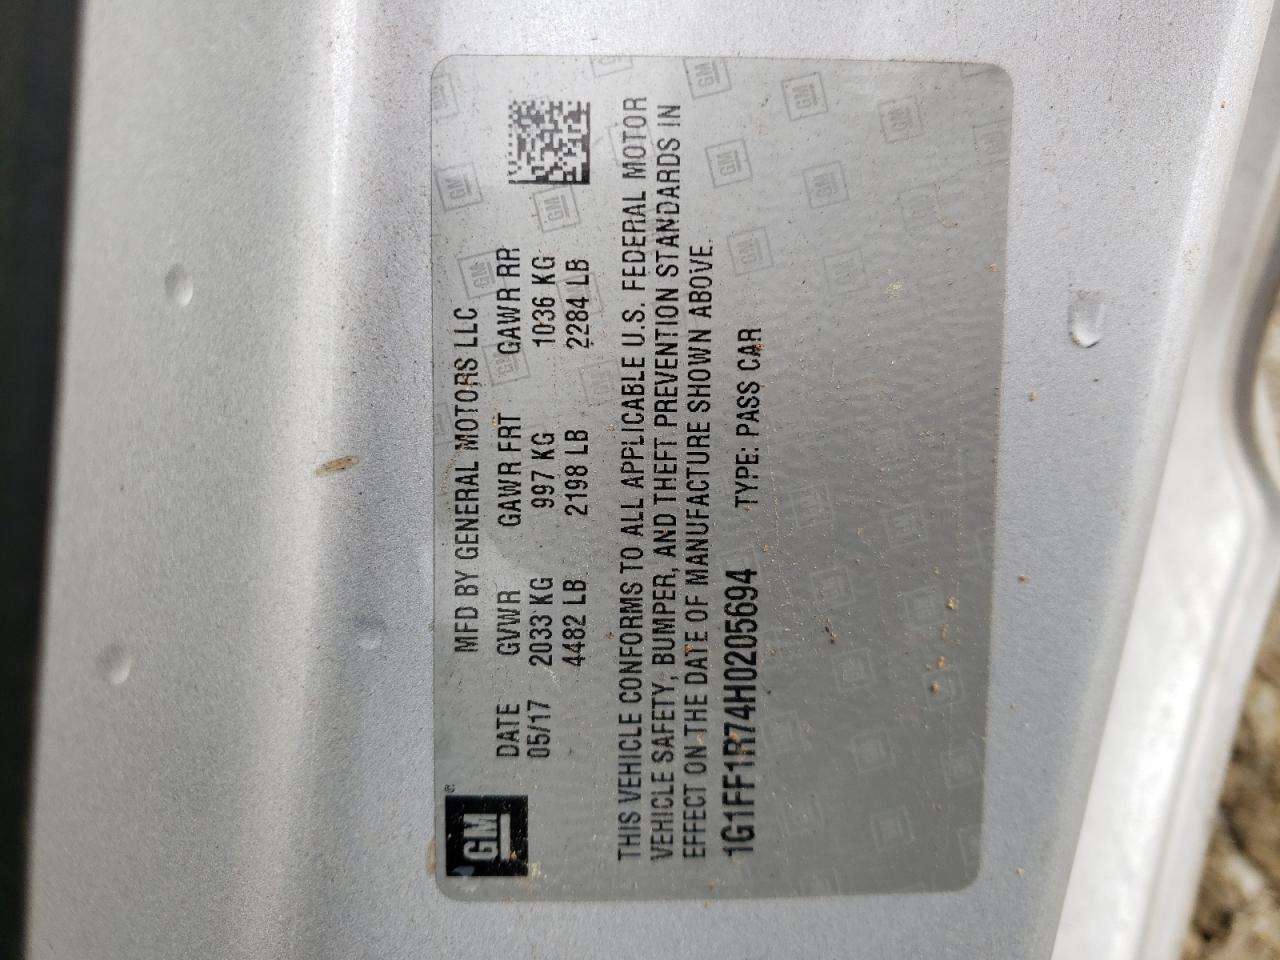 GM®
MFD BY GENERAL MOTORS LLC
DATE GVWR GAWR FRT GAWR RR
05/17 2033 KG 997 KG 1036 KG
4482 LB 2198 LB 2284 LB
THIS VEHICLE CONFORMS TO ALL APPLICABLE U.S. FEDERAL MOTOR
VEHICLE SAFETY, BUMPER, AND THEFT PREVENTION STANDARDS IN
EFFECT ON THE DATE OF MANUFACTURE SHOWN ABOVE.
1G1FF1R74H0205694 TYPE: PASS CAR